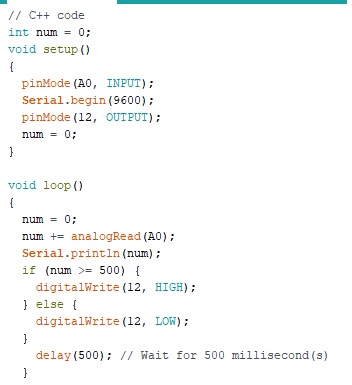 // C++ code
int num = 0;
void setup()
{
  pinMode(A0, INPUT);
  Serial.begin(9600);
  pinMode(12, OUTPUT);
  num = 0;
}

void loop()
{
  num = 0;
  num += analogRead(A0);
  Serial.println(num);
  if (num >= 500) {
    digitalWrite(12, HIGH);
  } else {
    digitalWrite(12, LOW);
  }
    delay(500); // Wait for 500 millisecond(s)
  }